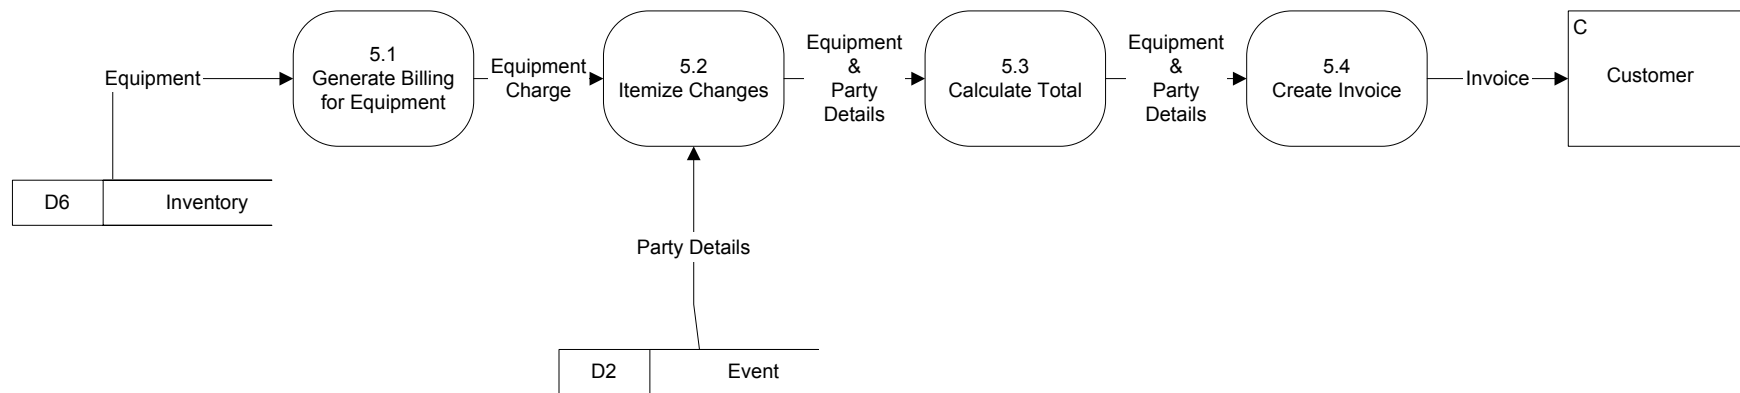 Equipment
5.1
Generate Billing
for Equipment
Equipment
Charge
5.2
Itemize Changes
Equipment
&
Party
Details
5.3
Calculate Total
Equipment
&
Party
Details
5.4
Create Invoice
Invoice
C
Customer
D6
Inventory
Party Details
D2
Event